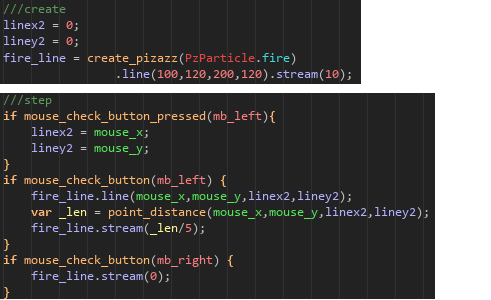 ///create
linex2 = 0;
liney2 = 0;
fire_line = create_pizazz(PzParticle.fire)
.line(100,120,200,120).stream(10);
///step
if mouse_check_button_pressed(mb_left){
linex2 = mouse_x;
liney2 = mouse_y;
}
if mouse_check_button(mb_left) {
fire_line.line(mouse_x,mouse_y,linex2,liney2);
var _len = point_distance(mouse_x,mouse_y,linex2,liney2);
fire_line.stream(_len/5);
}
if mouse_check_button(mb_right) {
fire_line.stream(0);
}